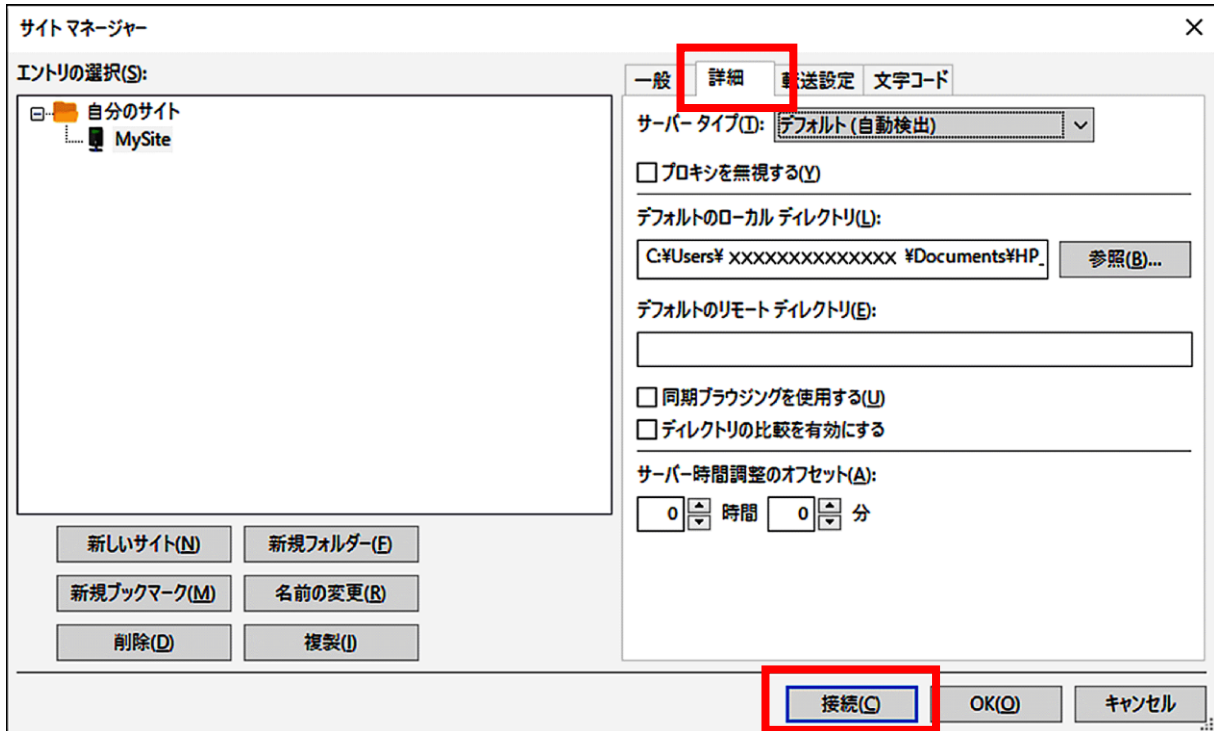 サイト マネージャー
エントリの選択(S):
自分のサイト
MySite
新しいサイト(N) 新規フォルダー(F)
新規ブックマーク(M) 名前の変更(R)
削除(D) 複製(I)
一般 詳細 転送設定 文字コード
サーバー タイプ(T): デフォルト (自動検出)
プロキシを無視する(Y)
デフォルトのローカル ディレクトリ(L):
C:¥Users¥ xxxxxxxxxxxxxx ¥Documents¥HP_ 参照(B)...
デフォルトのリモート ディレクトリ(E):
同期ブラウジングを使用する(U)
ディレクトリの比較を有効にする
サーバー時間調整のオフセット(A):
0 時間 0 分
接続(C) OK(O) キャンセル